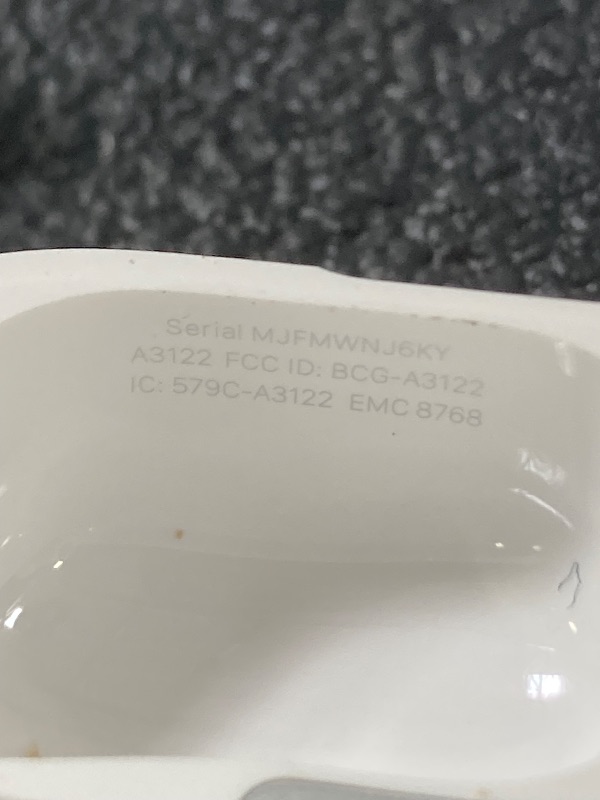 Serial MJFMWNJ6KY
A3122 FCC ID: BCG-A3122
IC: 579C-A3122 EMC 8768